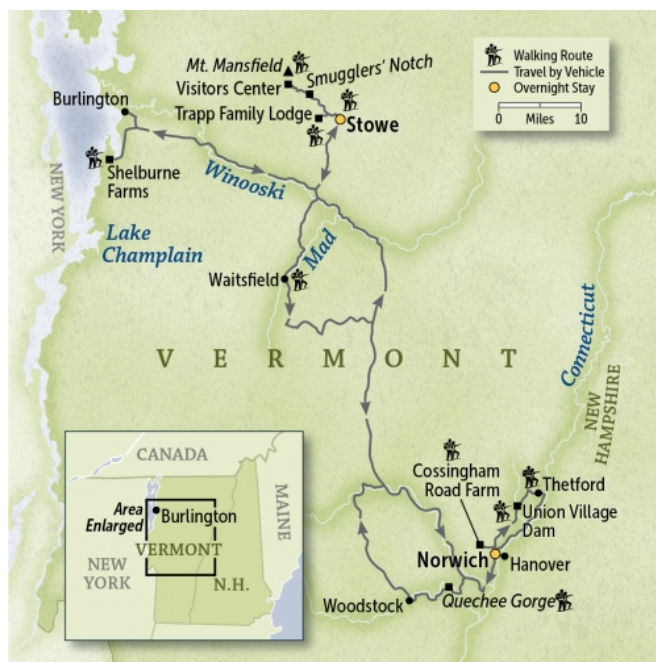 Mt. Mansfield
Smugglers' Notch
Visitors Center
Burlington
Trapp Family Lodge
Stowe
Walking Route
Travel by Vehicle
Overnight Stay
0 Miles 10
NEW YORK
Shelburne
Farms
Winooski
Lake
Champlain
Mad
Waitsfield
Connecticut
VERMONT
NEW
HAMPSHIRE
CANADA
Area
Enlarged
Burlington
MAINE
VERMONT
NEW
YORK
N.H.
Cossingham
Road Farm
Thetford
Union Village
Dam
Norwich
Hanover
Woodstock
Quechee Gorge